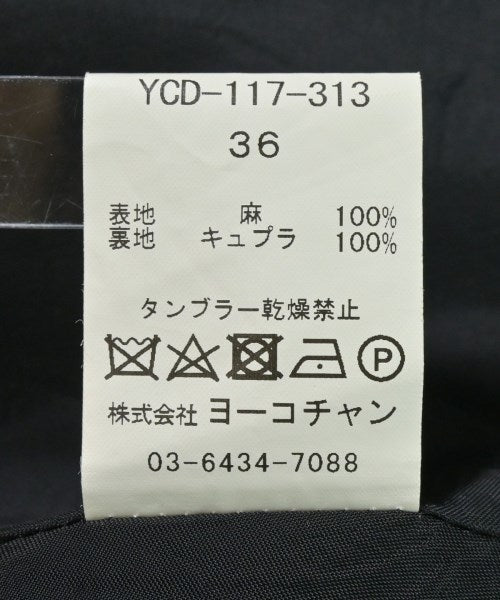 YCD-117-313
36
表地 麻 100%
裏地 キュプラ 100%
タンブラー乾燥禁止
P
株式会社 ヨーコチャン
03-6434-7088